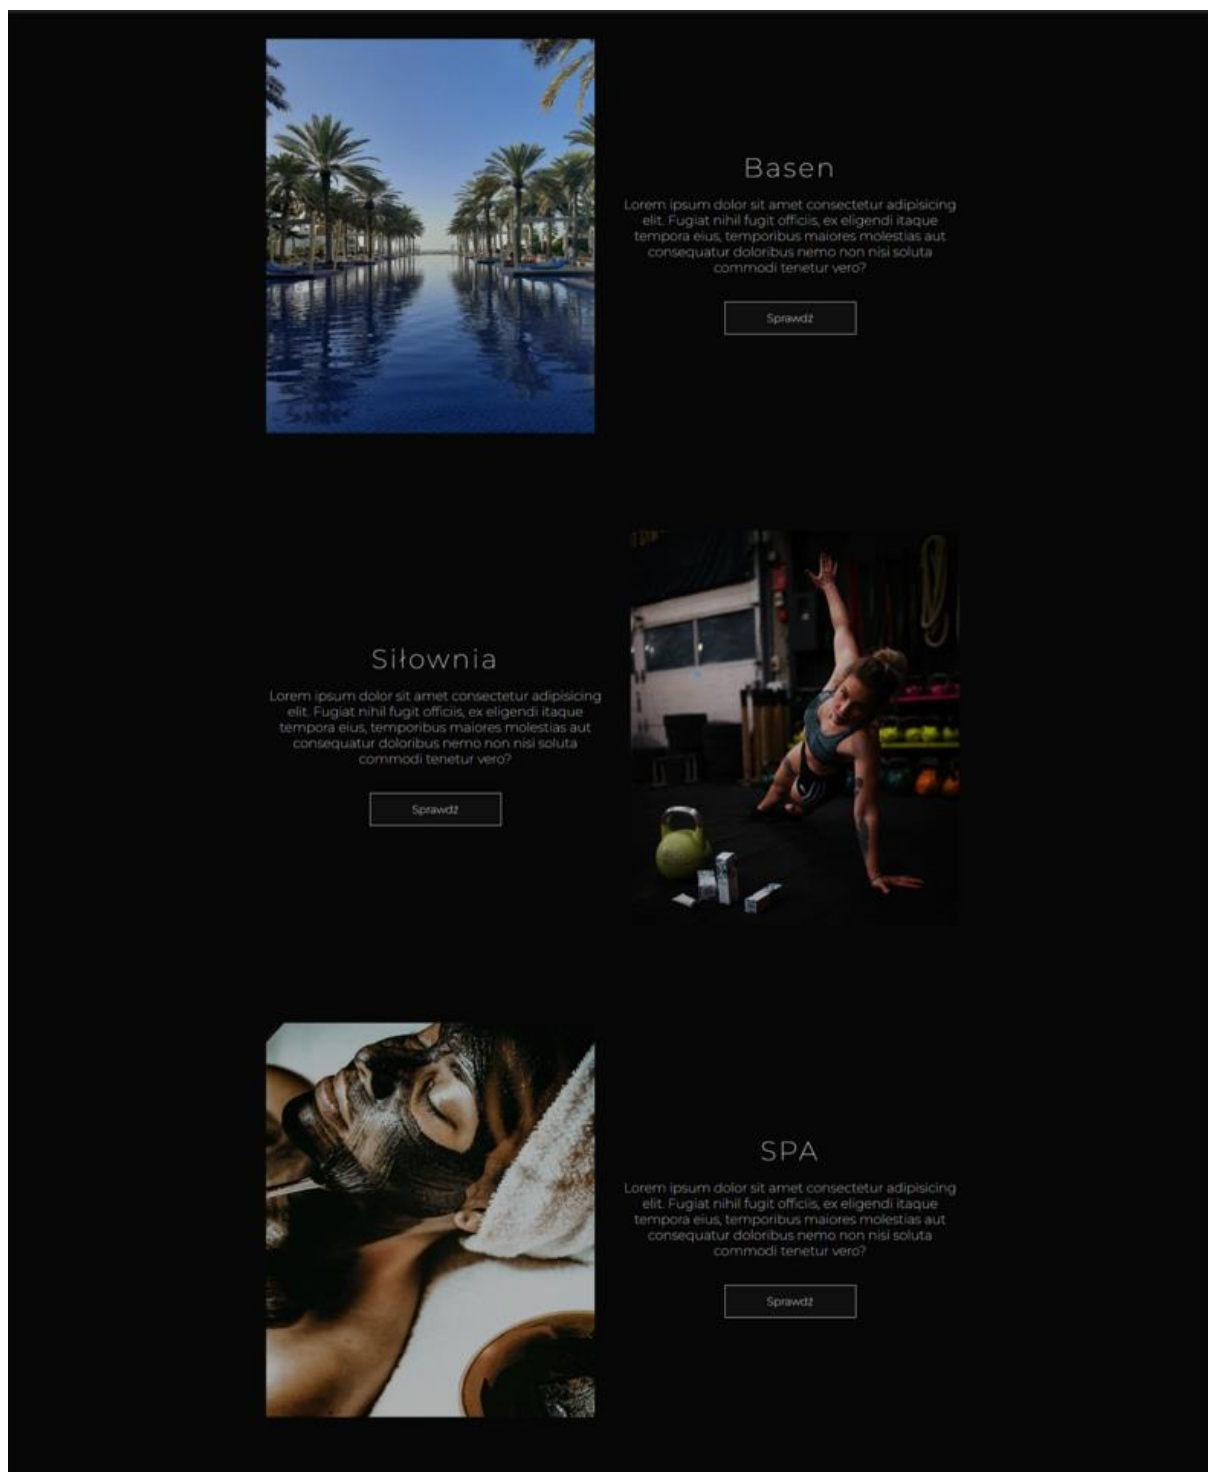 Basen
Lorem ipsum dolor sit amet consectetur adipisicing
elit. Fugiat nihil fugit officiis, ex eligendi itaque
tempora eius, temporibus maiores molestias aut
consequatur doloribus nemo non nisi soluta
commodi tenetur vero?
Sprawdź
Siłownia
Lorem ipsum dolor sit amet consectetur adipisicing
elit. Fugiat nihil fugit officiis, ex eligendi itaque
tempora eius, temporibus maiores molestias aut
consequatur doloribus nemo non nisi soluta
commodi tenetur vero?
Sprawdź
SPA
Lorem ipsum dolor sit amet consectetur adipisicing
elit. Fugiat nihil fugit officiis, ex eligendi itaque
tempora eius, temporibus maiores molestias aut
consequatur doloribus nemo non nisi soluta
commodi tenetur vero?
Sprawdź